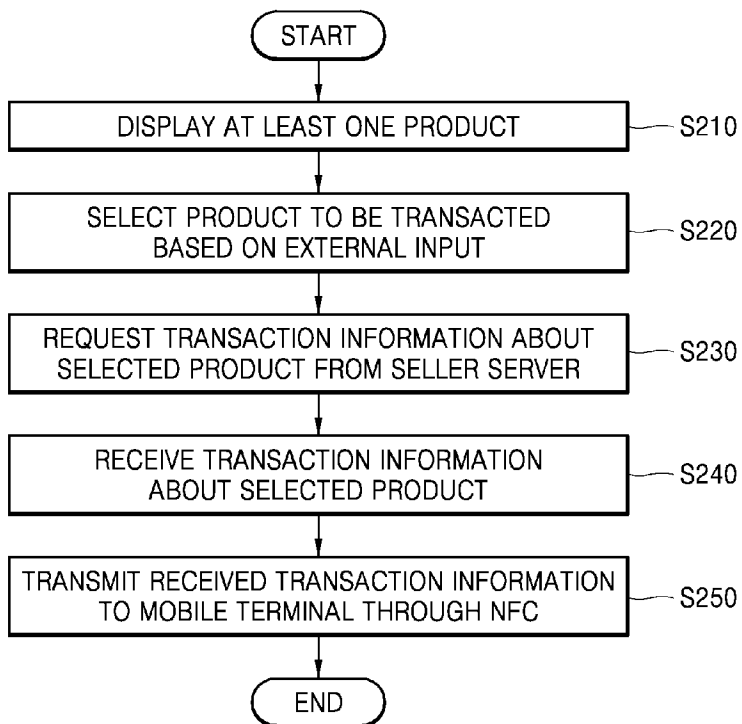 START
DISPLAY AT LEAST ONE PRODUCT
S210
SELECT PRODUCT TO BE TRANSACTED
BASED ON EXTERNAL INPUT
S220
REQUEST TRANSACTION INFORMATION ABOUT
SELECTED PRODUCT FROM SELLER SERVER
S230
RECEIVE TRANSACTION INFORMATION
ABOUT SELECTED PRODUCT
S240
TRANSMIT RECEIVED TRANSACTION INFORMATION
TO MOBILE TERMINAL THROUGH NFC
S250
END